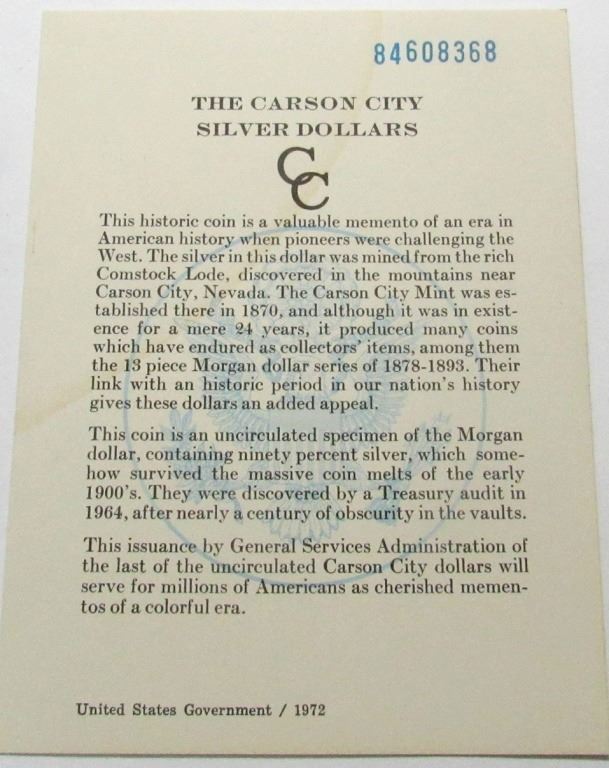 84608368
THE CARSON CITY
SILVER DOLLARS
CC
This historic coin is a valuable memento of an era in
American history when pioneers were challenging the
West. The silver in this dollar was mined from the rich
Comstock Lode, discovered in the mountains near
Carson City, Nevada. The Carson City Mint was es-
tablished there in 1870, and although it was in exist-
ence for a mere 24 years, it produced many coins
which have endured as collectors' items, among them
the 13 piece Morgan dollar series of 1878-1893. Their
link with an historic period in our nation's history
gives these dollars an added appeal.
This coin is an uncirculated specimen of the Morgan
dollar, containing ninety percent silver, which some-
how survived the massive coin melts of the early
1900's. They were discovered by a Treasury audit in
1964, after nearly a century of obscurity in the vaults.
This issuance by General Services Administration of
the last of the uncirculated Carson City dollars will
serve for millions of Americans as cherished memen-
tos of a colorful era.
United States Government / 1972